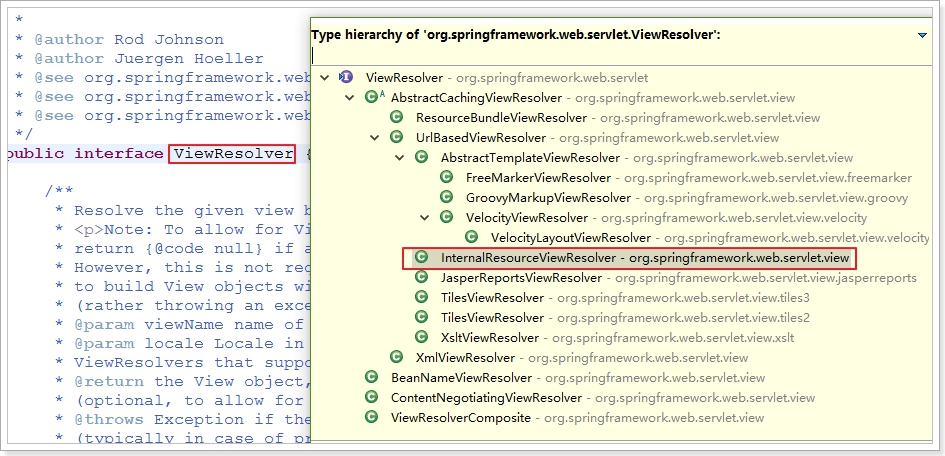 *
* @author Rod Johnson
* @author Juergen Hoeller
* @see org.springframework.web
* @see org.springframework.web
* @see org.springframework.web
*/
public interface ViewResolver {
/**
* Resolve the given view b
* <p>Note: To allow for Vi
* return {@code null} if a
* However, this is not rec
* to build View objects wi
* (rather throwing an exce
* @param viewName name of
* @param locale Locale in
* ViewResolvers that suppo
* @return the View object,
* (optional, to allow for
* @throws Exception if the
* (typically in case of pr
Type hierarchy of 'org.springframework.web.servlet.ViewResolver':
ViewResolver - org.springframework.web.servlet
AbstractCachingViewResolver - org.springframework.web.servlet.view
ResourceBundleViewResolver - org.springframework.web.servlet.view
UrlBasedViewResolver - org.springframework.web.servlet.view
AbstractTemplateViewResolver - org.springframework.web.servlet.view
FreeMarkerViewResolver - org.springframework.web.servlet.view.freemarker
GroovyMarkupViewResolver - org.springframework.web.servlet.view.groovy
VelocityViewResolver - org.springframework.web.servlet.view.velocity
VelocityLayoutViewResolver - org.springframework.web.servlet.view.velocity
InternalResourceViewResolver - org.springframework.web.servlet.view
JasperReportsViewResolver - org.springframework.web.servlet.view.jasperreports
TilesViewResolver - org.springframework.web.servlet.view.tiles3
TilesViewResolver - org.springframework.web.servlet.view.tiles2
XsltViewResolver - org.springframework.web.servlet.view.xslt
XmlViewResolver - org.springframework.web.servlet.view
BeanNameViewResolver - org.springframework.web.servlet.view
ContentNegotiatingViewResolver - org.springframework.web.servlet.view
ViewResolverComposite - org.springframework.web.servlet.view